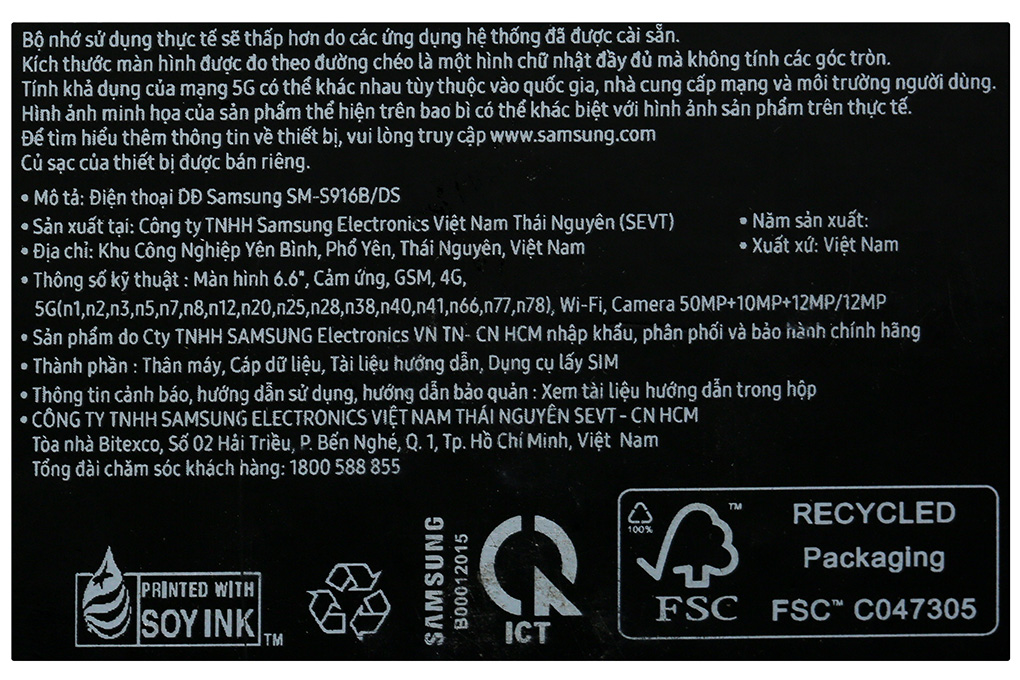 Bộ nhớ sử dụng thực tế sẽ thấp hơn do các ứng dụng hệ thống đã được cài sẵn.
Kích thước màn hình được đo theo đường chéo là một hình chữ nhật đầy đủ mà không tính các góc tròn.
Tính khả dụng của mạng 5G có thể khác nhau tùy thuộc vào quốc gia, nhà cung cấp mạng và môi trường người dùng.
Hình ảnh minh họa của sản phẩm thể hiện trên bao bì có thể khác biệt với hình ảnh sản phẩm trên thực tế.
Để tìm hiểu thêm thông tin về thiết bị, vui lòng truy cập www.samsung.com
Củ sạc của thiết bị được bán riêng.
• Mô tả: Điện thoại DĐ Samsung SM-S916B/DS
• Sản xuất tại: Công ty TNHH Samsung Electronics Việt Nam Thái Nguyên (SEVT) • Năm sản xuất:
• Địa chỉ: Khu Công Nghiệp Yên Bình, Phổ Yên, Thái Nguyên, Việt Nam • Xuất xứ: Việt Nam
• Thông số kỹ thuật : Màn hình 6.6", Cảm ứng, GSM, 4G,
5G(n1,n2,n3,n5,n7,n8,n12,n20,n25,n28,n38,n40,n41,n66,n77,n78), Wi-Fi, Camera 50MP+10MP+12MP/12MP
• Sản phẩm do Cty TNHH SAMSUNG Electronics VN TN- CN HCM nhập khẩu, phân phối và bảo hành chính hãng
• Thành phần : Thân máy, Cáp dữ liệu, Tài liệu hướng dẫn, Dụng cụ lấy SIM
• Thông tin cảnh báo, hướng dẫn sử dụng, hướng dẫn bảo quản : Xem tài liệu hướng dẫn trong hộp
• CÔNG TY TNHH SAMSUNG ELECTRONICS VIỆT NAM THÁI NGUYÊN SEVT - CN HCM
Tòa nhà Bitexco, Số 02 Hải Triều, P. Bến Nghé, Q. 1, Tp. Hồ Chí Minh, Việt Nam
Tổng đài chăm sóc khách hàng: 1800 588 855
PRINTED WITH
SOY INK™
SAMSUNG
B00012015
ICT
100%
™
FSC
RECYCLED
Packaging
FSC™ C047305